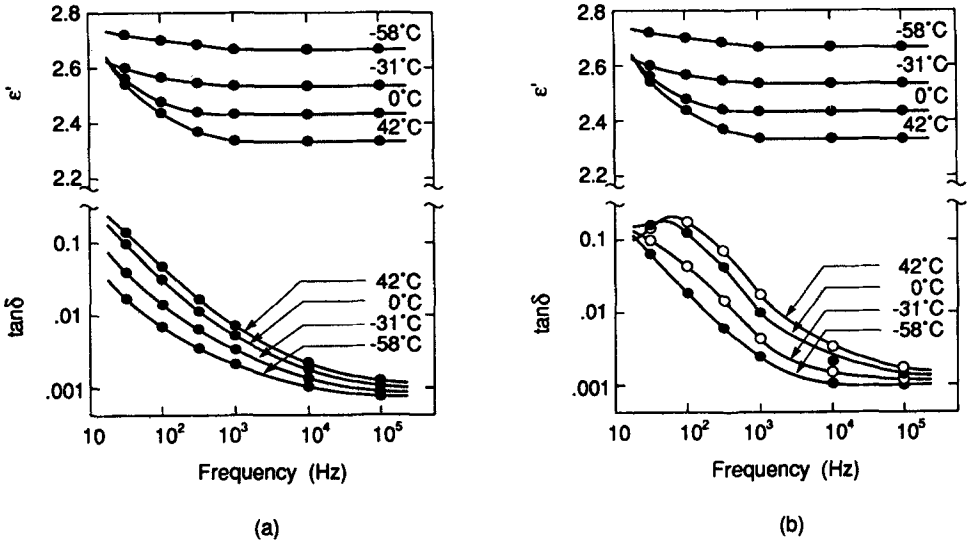 ε'
2.8
2.6
2.4
2.2
-58°C
-31°C
0°C
42°C
tanδ
0.1
.01
.001
42°C
0°C
-31°C
-58°C
10 10² 10³ 10⁴ 10⁵
Frequency (Hz)
(a)
ε'
2.8
2.6
2.4
2.2
-58°C
-31°C
0°C
42°C
tanδ
0.1
.01
.001
42°C
0°C
-31°C
-58°C
10 10² 10³ 10⁴ 10⁵
Frequency (Hz)
(b)